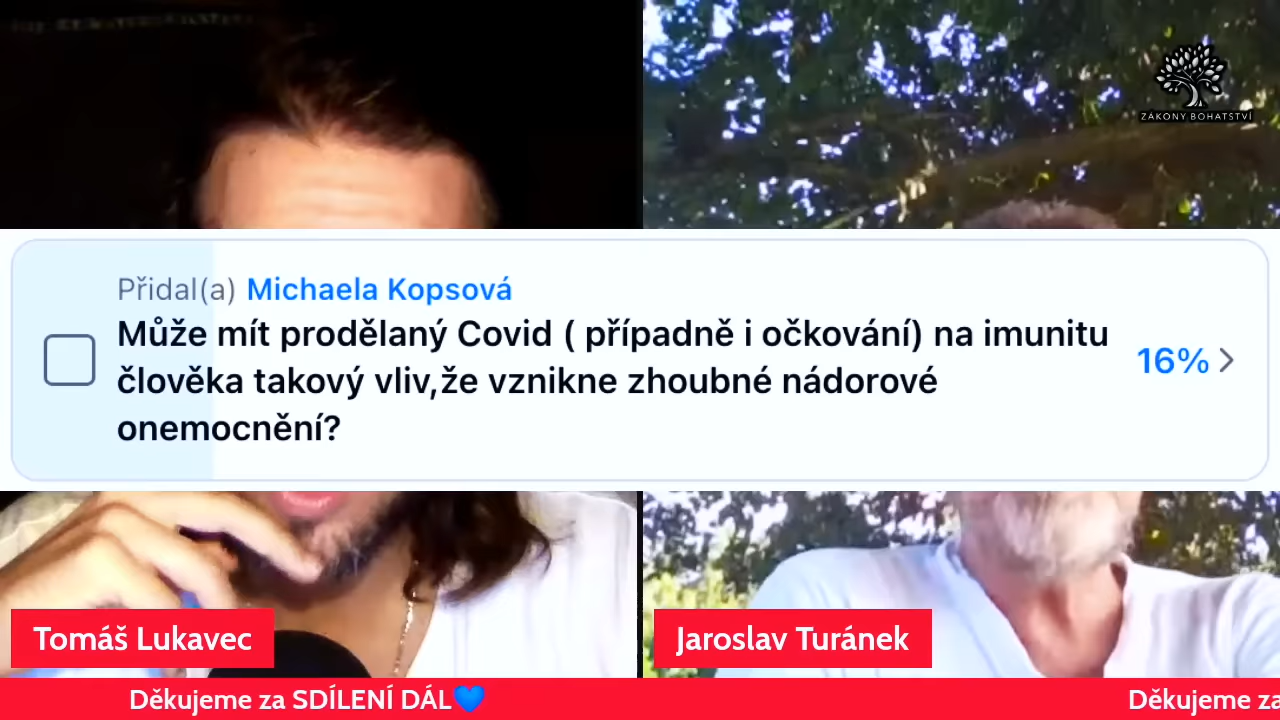 ZÁKONY BOHATSTVÍ
Přidal(a) Michaela Kopsová
Může mít prodělaný Covid ( případně i očkování) na imunitu
člověka takový vliv,že vznikne zhoubné nádorové
onemocnění?
16%
Tomáš Lukavec
Jaroslav Turánek
Děkujeme za SDÍLENÍ DÁL💙
Děkujeme za